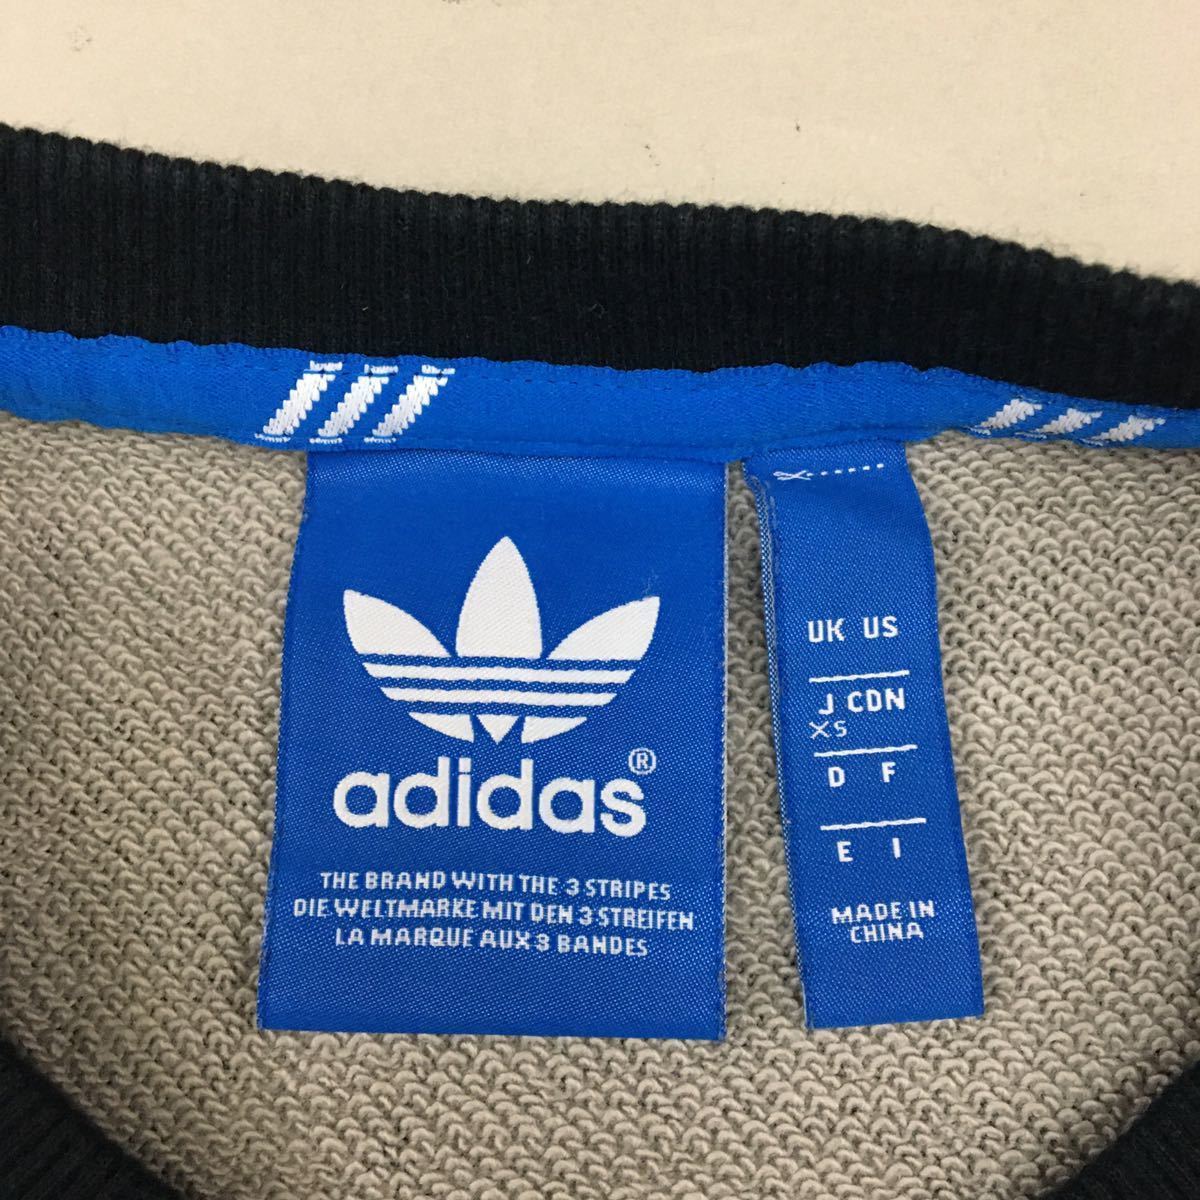 adidas®
THE BRAND WITH THE 3 STRIPES
DIE WELTMARKE MIT DEN 3 STREIFEN
LA MARQUE AUX 3 BANDES
UK US
J CDN
XS
D F
E I
MADE IN
CHINA